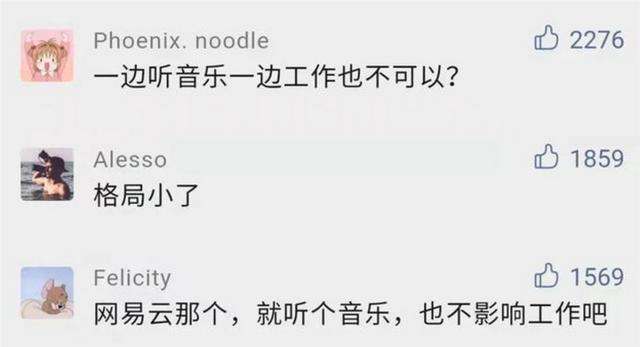 Phoenix. noodle 2276
一边听音乐一边工作也不可以？
Alesso 1859
格局小了
Felicity 1569
网易云那个，就听个音乐，也不影响工作吧